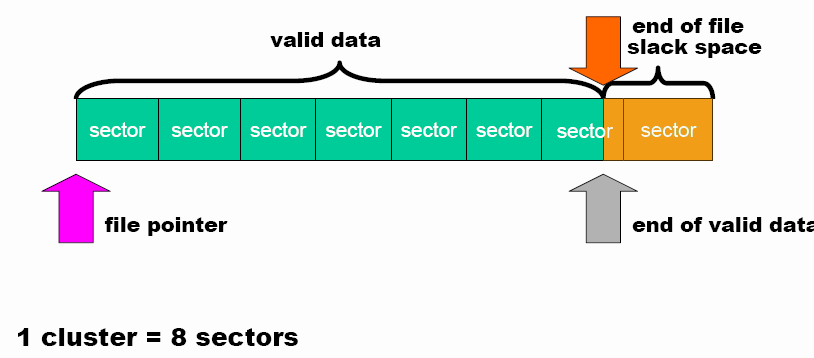 valid data
end of file
slack space
sector sector sector sector sector sector sector sector
file pointer
end of valid data
1 cluster = 8 sectors